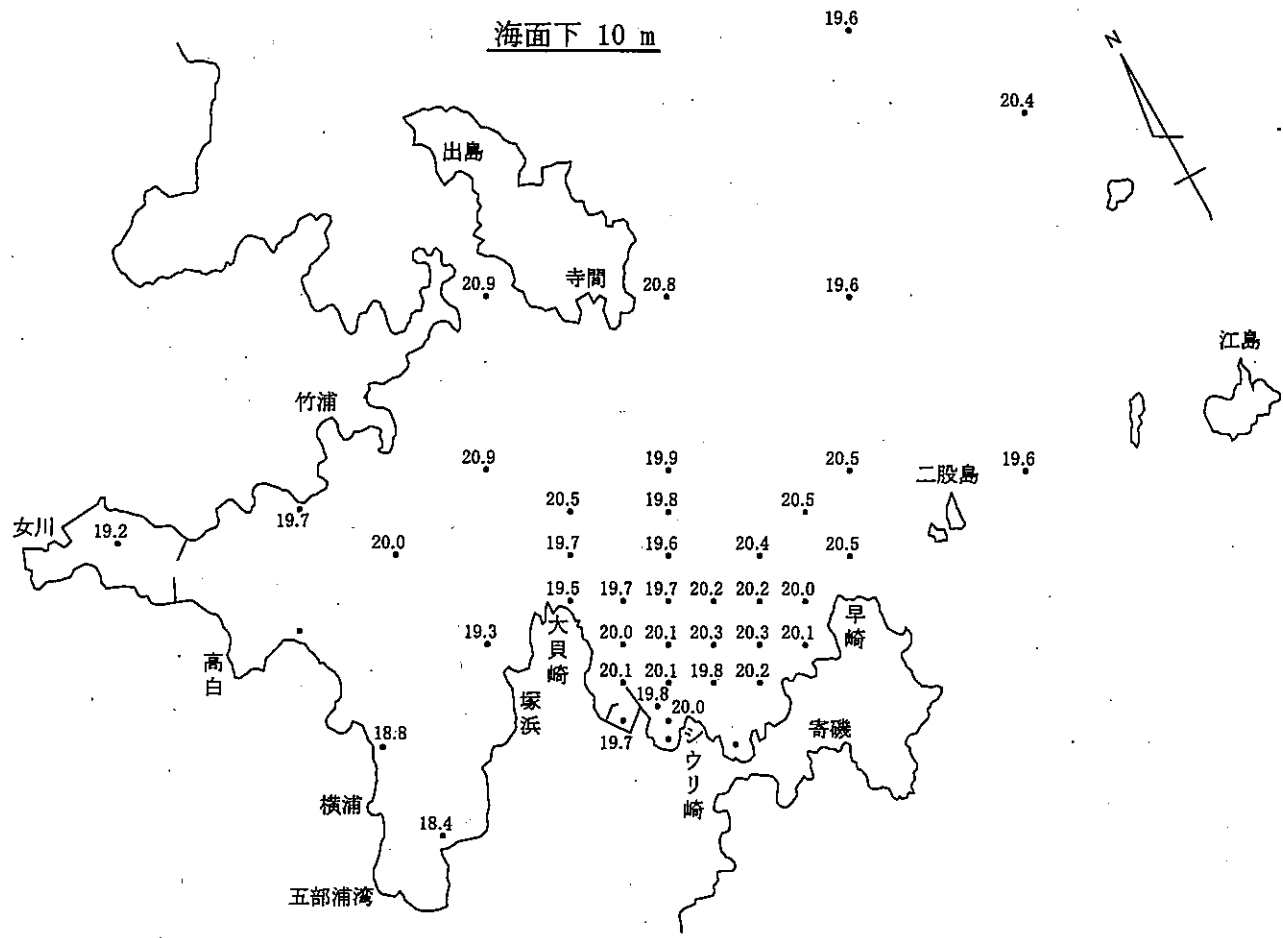 海面下 10 m
19.6
N
20.4
出島
寺間
20.9
20.8
19.6
江島
竹浦
20.9
19.9
20.5
二股島
19.6
女川
19.2
19.7
20.5
19.8
20.5
20.0
19.7
19.6
20.4
20.5
19.5
19.7
19.7
20.2
20.2
20.0
早崎
大貝崎
高白
19.3
20.0
20.1
20.3
20.3
20.1
塚浜
20.1
20.1
19.8
20.2
19.8
20.0
シウリ崎
寄磯
18.8
19.7
横浦
18.4
五部浦湾